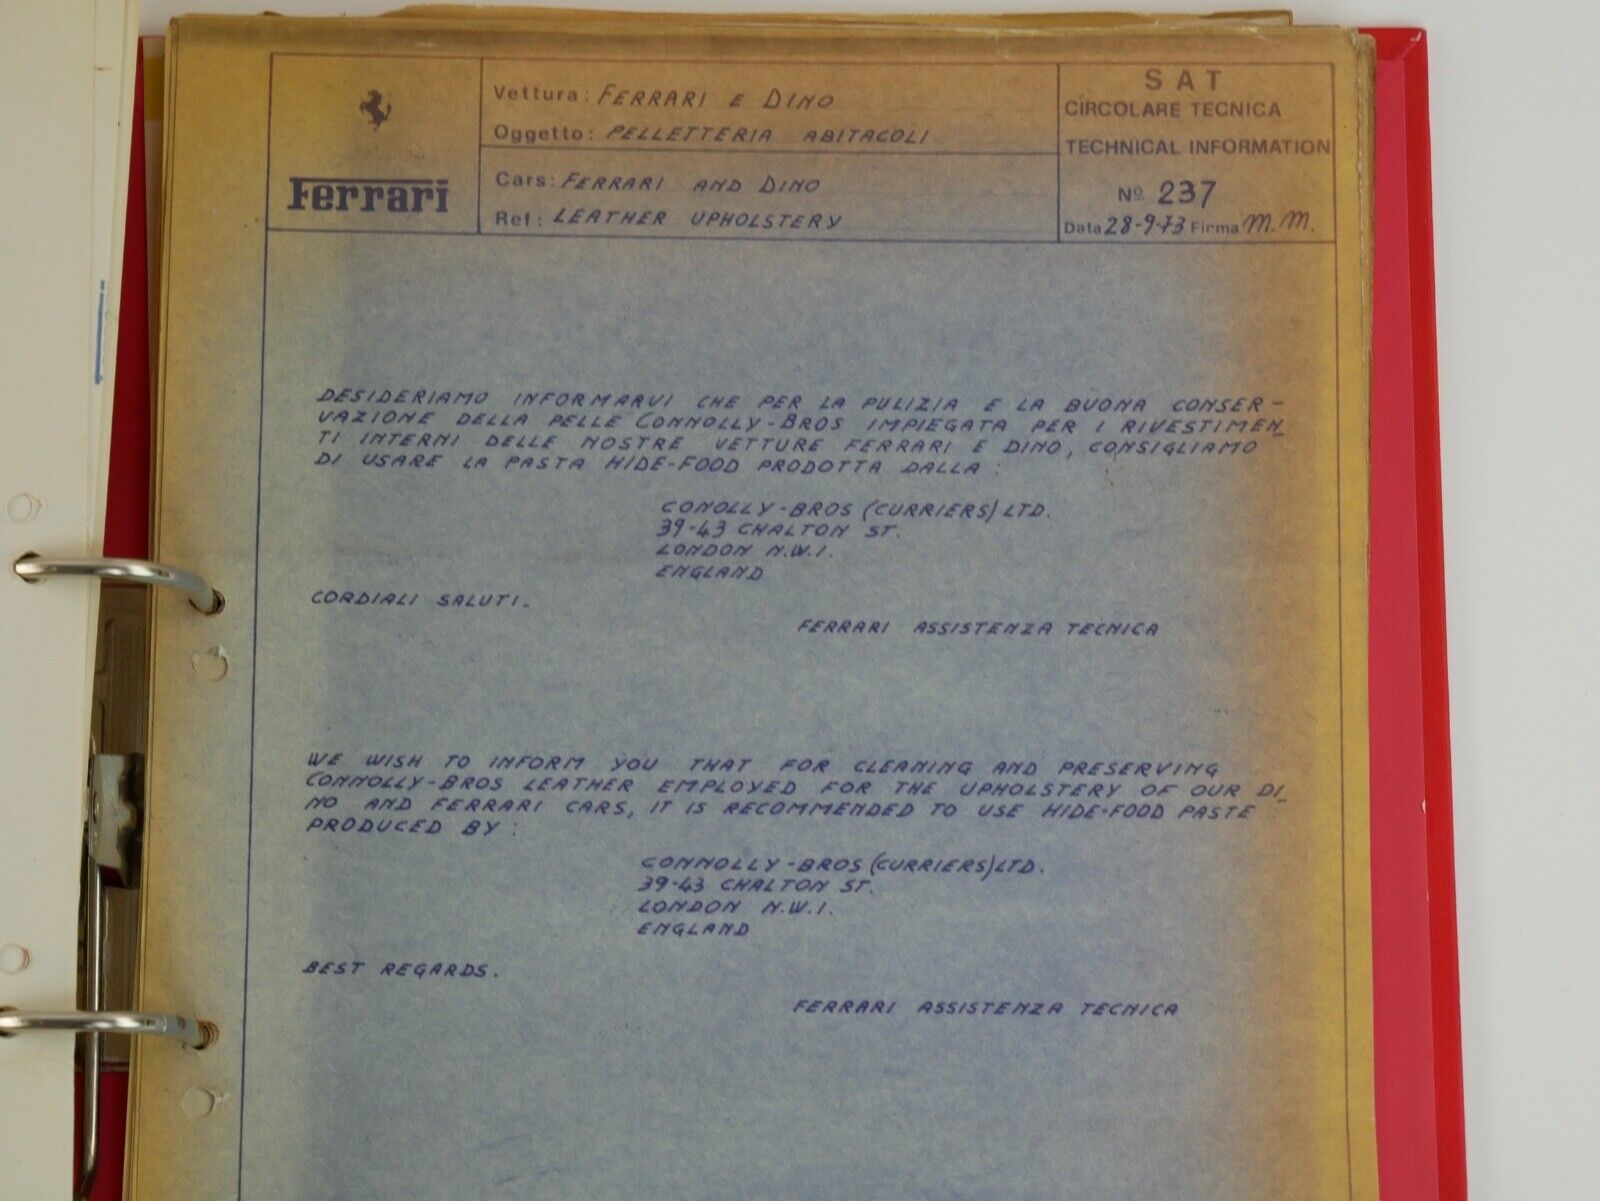 Ferrari
Vettura: FERRARI E DINO
Oggetto: PELLETTERIA ABITACOLI
Cars: FERRARI AND DINO
Ref: LEATHER UPHOLSTERY
SAT
CIRCOLARE TECNICA
TECHNICAL INFORMATION
Nº 237
Data 28-9-73 Firma M.M.
DESIDERIAMO INFORMARVI CHE PER LA PULIZIA E LA BUONA CONSER-
VAZIONE DELLA PELLE CONNOLLY-BROS IMPIEGATA PER I RIVESTIMEN_
TI INTERNI DELLE NOSTRE VETTURE FERRARI E DINO, CONSIGLIAMO
DI USARE LA PASTA HIDE-FOOD PRODOTTA DALLA:
CONOLLY-BROS (CURRIERS) LTD.
39-43 CHALTON ST.
LONDON N.W.1.
ENGLAND
CORDIALI SALUTI_
FERRARI ASSISTENZA TECNICA
WE WISH TO INFORM YOU THAT FOR CLEANING AND PRESERVING
CONNOLLY-BROS LEATHER EMPLOYED FOR THE UPHOLSTERY OF OUR DI_
NO AND FERRARI CARS, IT IS RECOMMENDED TO USE HIDE-FOOD PASTE
PRODUCED BY:
CONNOLLY-BROS (CURRIERS) LTD.
39-43 CHALTON ST.
LONDON N.W.1.
ENGLAND
BEST REGARDS.
FERRARI ASSISTENZA TECNICA